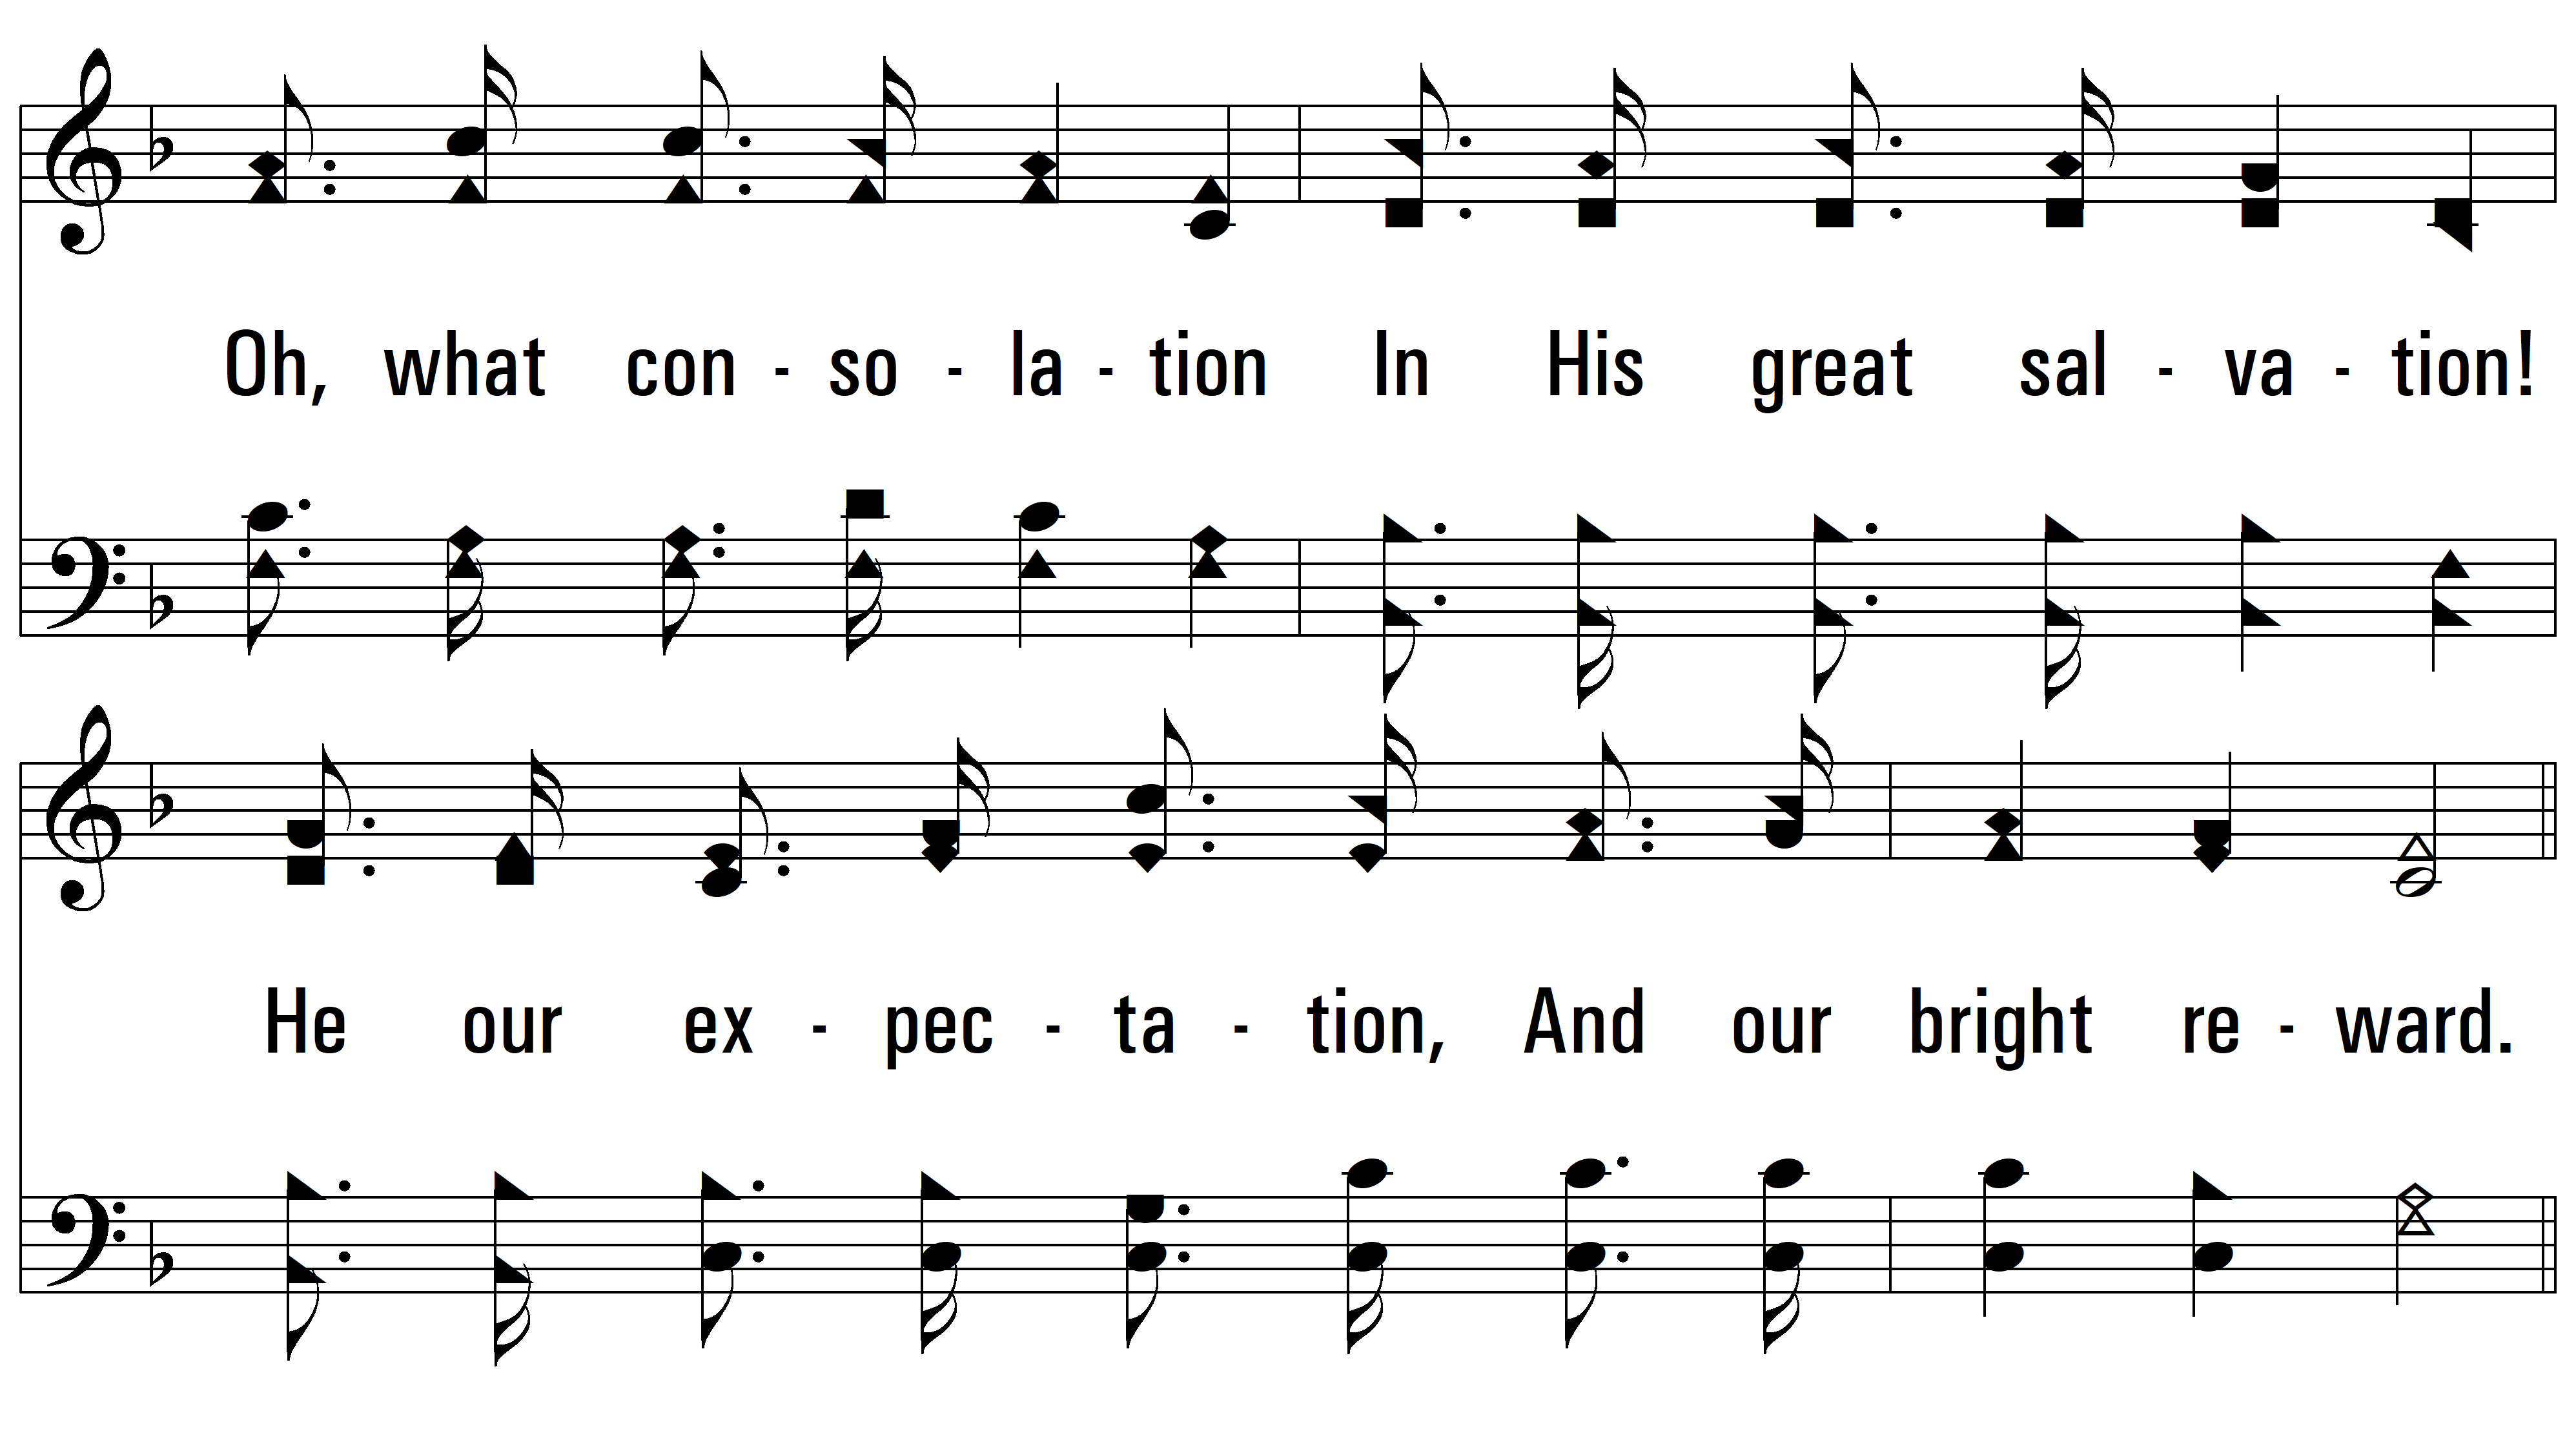 Oh, what con - so - la - tion In His great sal - va - tion!
He our ex - pec - ta - tion, And our bright re - ward.